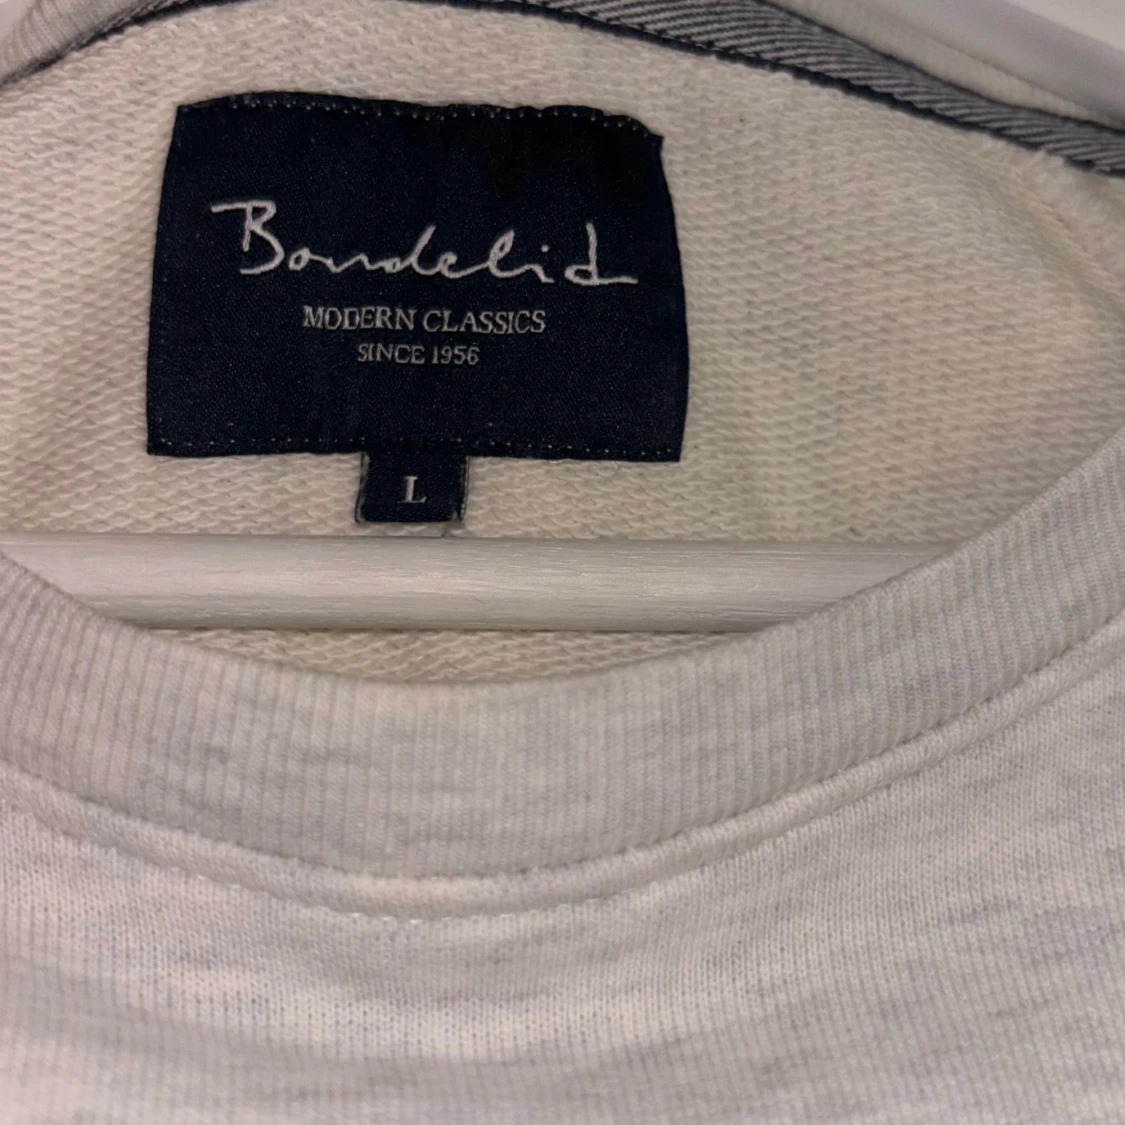 Bondelid
MODERN CLASSICS
SINCE 1956
L